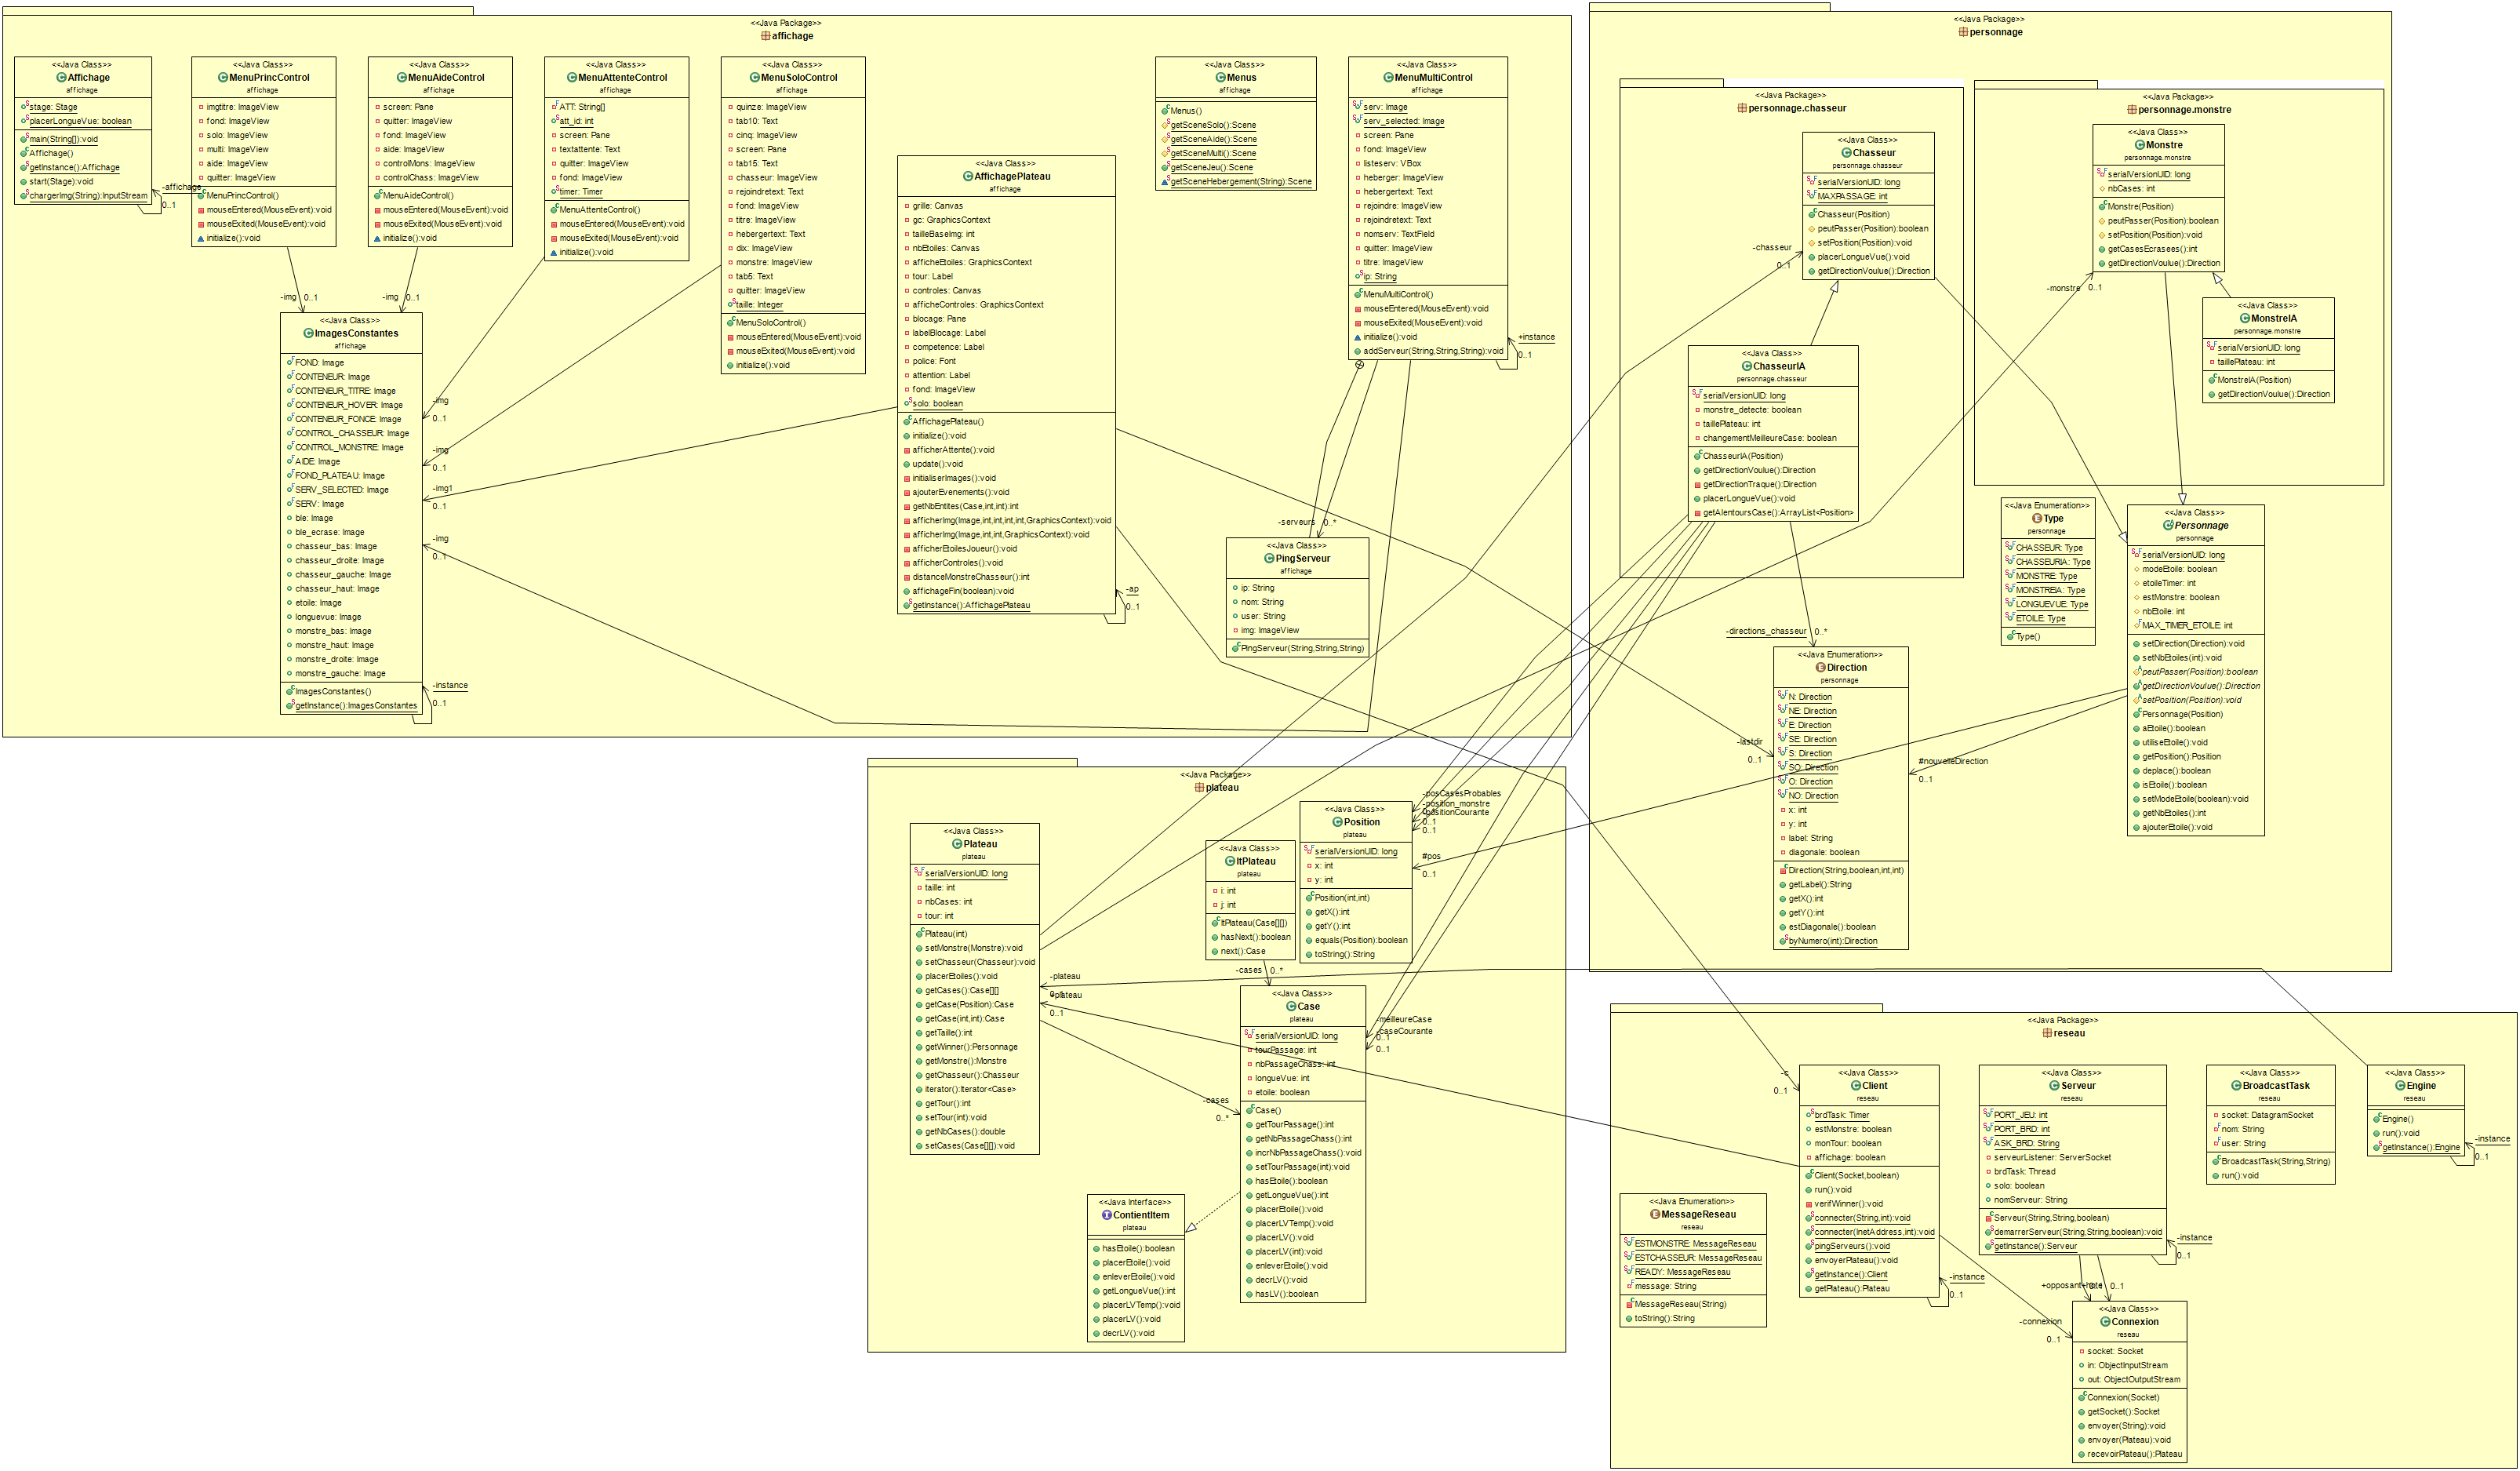 <<Java Package>>
affichage
<<Java Class>>
Affichage
affichage
stage: Stage
placerLongueVue: boolean
main(String[]):void
Affichage()
getInstance():Affichage
start(Stage):void
chargerImg(String):InputStream
-affichage
0..1
<<Java Class>>
MenuPrincControl
affichage
imgtitre: ImageView
fond: ImageView
solo: ImageView
multi: ImageView
aide: ImageView
quitter: ImageView
MenuPrincControl()
mouseEntered(MouseEvent):void
mouseExited(MouseEvent):void
initialize():void
<<Java Class>>
MenuAideControl
affichage
screen: Pane
quitter: ImageView
fond: ImageView
aide: ImageView
controlMons: ImageView
controlChass: ImageView
MenuAideControl()
mouseEntered(MouseEvent):void
mouseExited(MouseEvent):void
initialize():void
<<Java Class>>
MenuAttenteControl
affichage
ATT: String[]
att_id: int
screen: Pane
textattente: Text
quitter: ImageView
fond: ImageView
timer: Timer
MenuAttenteControl()
mouseEntered(MouseEvent):void
mouseExited(MouseEvent):void
initialize():void
<<Java Class>>
MenuSoloControl
affichage
quinze: ImageView
tab10: Text
cinq: ImageView
screen: Pane
tab15: Text
chasseur: ImageView
rejoindretext: Text
fond: ImageView
titre: ImageView
hebergertext: Text
dix: ImageView
monstre: ImageView
tab5: Text
quitter: ImageView
taille: Integer
MenuSoloControl()
mouseEntered(MouseEvent):void
mouseExited(MouseEvent):void
initialize():void
<<Java Class>>
AffichagePlateau
affichage
grille: Canvas
gc: GraphicsContext
tailleBaseImg: int
nbEtoiles: Canvas
afficheEtoiles: GraphicsContext
tour: Label
controles: Canvas
afficheControles: GraphicsContext
blocage: Pane
labelBlocage: Label
competence: Label
police: Font
attention: Label
fond: ImageView
solo: boolean
AffichagePlateau()
initialize():void
afficherAttente():void
update():void
initialiserImages():void
ajouterEvenements():void
getNbEntites(Case,int,int):int
afficherImg(Image,int,int,int,int,GraphicsContext):void
afficherImg(Image,int,int,GraphicsContext):void
afficherEtoilesJoueur():void
afficherControles():void
distanceMonstreChasseur():int
affichageFin(boolean):void
getInstance():AffichagePlateau
-ap
0..1
<<Java Class>>
Menus
affichage
Menus()
getSceneSolo():Scene
getSceneAide():Scene
getSceneMulti():Scene
getSceneJeu():Scene
getSceneHebergement(String):Scene
<<Java Class>>
MenuMultiControl
affichage
serv: Image
serv_selected: Image
screen: Pane
fond: ImageView
listeserv: VBox
heberger: ImageView
hebergertext: Text
rejoindre: ImageView
rejoindretext: Text
nomserv: TextField
quitter: ImageView
titre: ImageView
ip: String
MenuMultiControl()
mouseEntered(MouseEvent):void
mouseExited(MouseEvent):void
initialize():void
addServeur(String,String,String):void
+instance
0..1
-img 0..1
-img 0..1
<<Java Class>>
ImagesConstantes
affichage
FOND: Image
CONTENEUR: Image
CONTENEUR_TITRE: Image
CONTENEUR_HOVER: Image
CONTENEUR_FONCE: Image
CONTROL_CHASSEUR: Image
CONTROL_MONSTRE: Image
AIDE: Image
FOND_PLATEAU: Image
SERV_SELECTED: Image
SERV: Image
ble: Image
ble_ecrase: Image
chasseur_bas: Image
chasseur_droite: Image
chasseur_gauche: Image
chasseur_haut: Image
etoile: Image
longuevue: Image
monstre_bas: Image
monstre_haut: Image
monstre_droite: Image
monstre_gauche: Image
ImagesConstantes()
getInstance():ImagesConstantes
-img
0..1
-img
0..1
-img1
0..1
-img
0..1
-instance
0..1
-serveurs 0..*
<<Java Class>>
PingServeur
affichage
ip: String
nom: String
user: String
img: ImageView
PingServeur(String,String,String)
<<Java Package>>
personnage
<<Java Package>>
personnage.chasseur
<<Java Class>>
Chasseur
personnage.chasseur
serialVersionUID: long
MAXPASSAGE: int
Chasseur(Position)
peutPasser(Position):boolean
setPosition(Position):void
placerLongueVue():void
getDirectionVoulue():Direction
-chasseur
0..1
<<Java Class>>
ChasseurIA
personnage.chasseur
serialVersionUID: long
monstre_detecte: boolean
taillePlateau: int
changementMeilleureCase: boolean
ChasseurIA(Position)
getDirectionVoulue():Direction
getDirectionTraque():Direction
placerLongueVue():void
getAlentoursCase():ArrayList<Position>
<<Java Package>>
personnage.monstre
<<Java Class>>
Monstre
personnage.monstre
serialVersionUID: long
nbCases: int
Monstre(Position)
peutPasser(Position):boolean
setPosition(Position):void
getCasesEcrasees():int
getDirectionVoulue():Direction
-monstre 0..1
<<Java Class>>
MonstreIA
personnage.monstre
serialVersionUID: long
taillePlateau: int
MonstreIA(Position)
getDirectionVoulue():Direction
<<Java Enumeration>>
Type
personnage
CHASSEUR: Type
CHASSEURIA: Type
MONSTRE: Type
MONSTREIA: Type
LONGUEVUE: Type
ETOILE: Type
Type()
<<Java Class>>
Personnage
personnage
serialVersionUID: long
modeEtoile: boolean
etoileTimer: int
estMonstre: boolean
nbEtoile: int
MAX_TIMER_ETOILE: int
setDirection(Direction):void
setNbEtoiles(int):void
peutPasser(Position):boolean
getDirectionVoulue():Direction
setPosition(Position):void
Personnage(Position)
aEtoile():boolean
utiliseEtoile():void
getPosition():Position
deplace():boolean
isEtoile():boolean
setModeEtoile(boolean):void
getNbEtoiles():int
ajouterEtoile():void
-directions_chasseur 0..*
<<Java Enumeration>>
Direction
personnage
N: Direction
NE: Direction
E: Direction
SE: Direction
S: Direction
SO: Direction
O: Direction
NO: Direction
x: int
y: int
label: String
diagonale: boolean
Direction(String,boolean,int,int)
getLabel():String
getX():int
getY():int
estDiagonale():boolean
byNumero(int):Direction
-lastdir
0..1
#nouvelleDirection
0..1
<<Java Package>>
plateau
<<Java Class>>
Plateau
plateau
serialVersionUID: long
taille: int
nbCases: int
tour: int
Plateau(int)
setMonstre(Monstre):void
setChasseur(Chasseur):void
placerEtoiles():void
getCases():Case[][]
getCase(Position):Case
getCase(int,int):Case
getTaille():int
getWinner():Personnage
getMonstre():Monstre
getChasseur():Chasseur
iterator():Iterator<Case>
getTour():int
setTour(int):void
getNbCases():double
setCases(Case[][]):void
<<Java Class>>
ItPlateau
plateau
i: int
j: int
ItPlateau(Case[][])
hasNext():boolean
next():Case
<<Java Class>>
Position
plateau
serialVersionUID: long
x: int
y: int
Position(int,int)
getX():int
getY():int
equals(Position):boolean
toString():String
-posCasesProbables
-position_monstre
-positionCourante
0..1
0..1
#pos
0..1
-cases 0..*
-plateau
+plateau
0..1
<<Java Class>>
Case
plateau
serialVersionUID: long
tourPassage: int
nbPassageChass: int
longueVue: int
etoile: boolean
Case()
getTourPassage():int
getNbPassageChass():int
incrNbPassageChass():void
setTourPassage(int):void
hasEtoile():boolean
getLongueVue():int
placerEtoile():void
placerLVTemp():void
placerLV():void
placerLV(int):void
enleverEtoile():void
decrLV():void
hasLV():boolean
-meilleureCase
-caseCourante
0..1
0..1
-cases
0..*
<<Java Interface>>
ContientItem
plateau
hasEtoile():boolean
placerEtoile():void
enleverEtoile():void
getLongueVue():int
placerLVTemp():void
placerLV():void
decrLV():void
<<Java Package>>
reseau
-c
0..1
<<Java Class>>
Client
reseau
brdTask: Timer
estMonstre: boolean
monTour: boolean
affichage: boolean
Client(Socket,boolean)
run():void
verifWinner():void
connecter(String,int):void
connecter(InetAddress,int):void
pingServeurs():void
envoyerPlateau():void
getInstance():Client
getPlateau():Plateau
-instance
0..1
<<Java Class>>
Serveur
reseau
PORT_JEU: int
PORT_BRD: int
ASK_BRD: String
serveurListener: ServerSocket
brdTask: Thread
solo: boolean
nomServeur: String
Serveur(String,String,boolean)
demarrerServeur(String,String,boolean):void
getInstance():Serveur
-instance
0..1
<<Java Class>>
BroadcastTask
reseau
socket: DatagramSocket
nom: String
user: String
BroadcastTask(String,String)
run():void
<<Java Class>>
Engine
reseau
Engine()
run():void
getInstance():Engine
-instance
0..1
<<Java Enumeration>>
MessageReseau
reseau
ESTMONSTRE: MessageReseau
ESTCHASSEUR: MessageReseau
READY: MessageReseau
message: String
MessageReseau(String)
toString():String
+opposant
0..1
-connexion
0..1
<<Java Class>>
Connexion
reseau
socket: Socket
in: ObjectInputStream
out: ObjectOutputStream
Connexion(Socket)
getSocket():Socket
envoyer(String):void
envoyer(Plateau):void
recevoirPlateau():Plateau